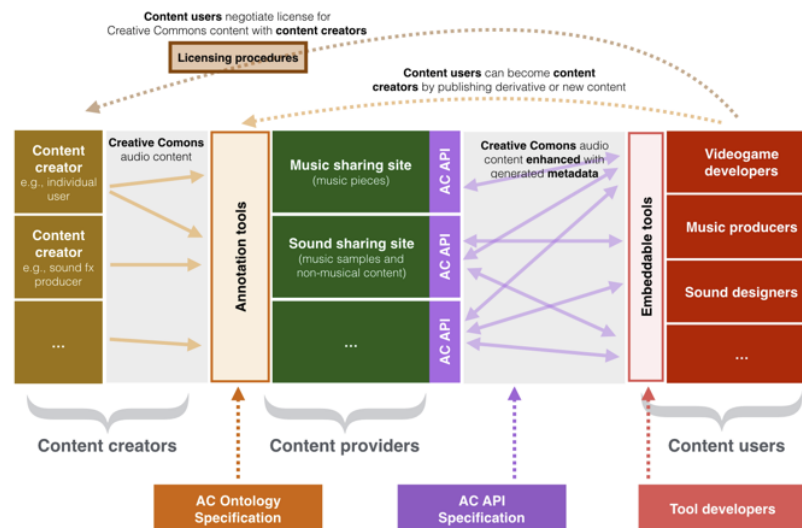 Content users negotiate license for
Creative Commons content with content creators
Licensing procedures
Content users can become content
creators by publishing derivative or new content
Content
creator
e.g., individual
user
Content
creator
e.g., sound fx
producer
...
Creative Comons
audio content
Annotation tools
Music sharing site
(music pieces)
Sound sharing site
(music samples and
non-musical content)
...
AC API
AC API
AC API
Creative Commons audio
content enhanced with
generated metadata
Embeddable tools
Videogame
developers
Music producers
Sound designers
...
Content creators
Content providers
Content users
AC Ontology
Specification
AC API
Specification
Tool developers